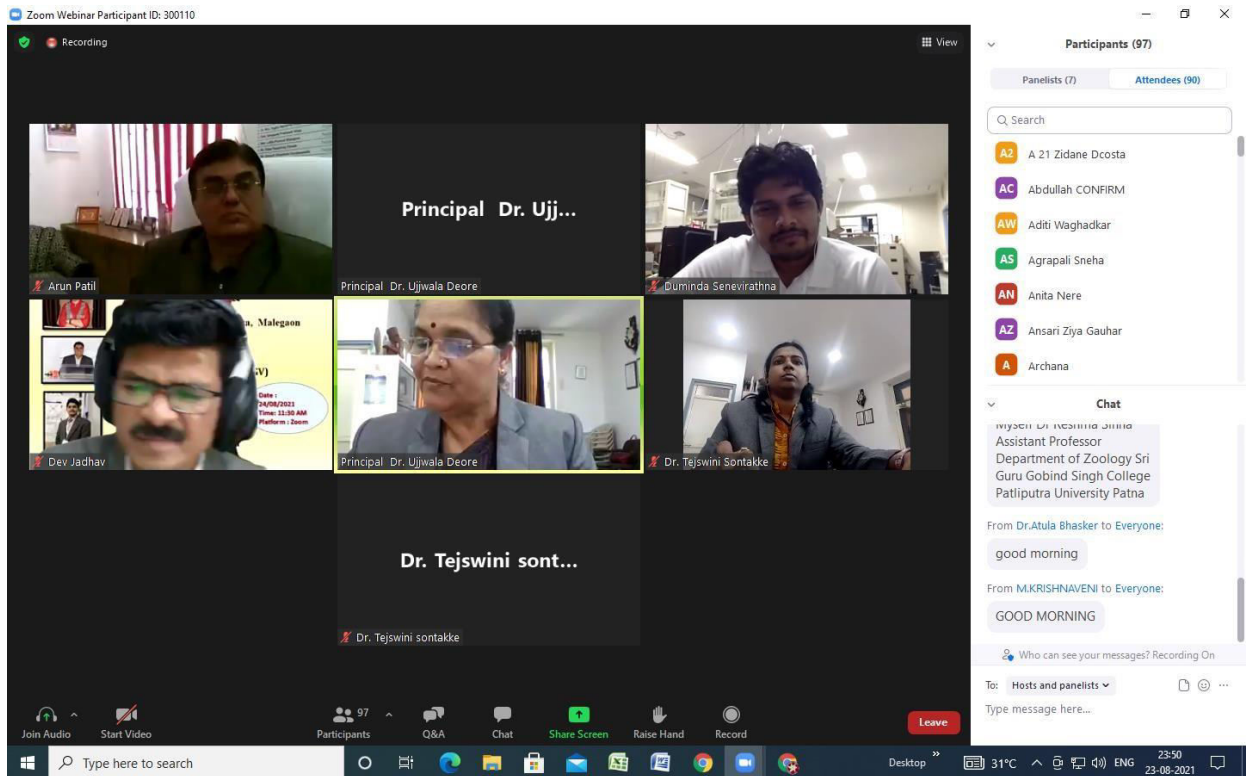 Zoom Webinar Participant ID: 300110
Recording
View
Arun Patil
Principal Dr. Ujj...
Principal Dr. Ujjwala Deore
Duminda Senevirathna
a, Malegaon
Date :
24/08/2021
Time: 11:30 AM
Platform : Zoom
Dev Jadhav
Principal Dr. Ujjwala Deore
Dr. Tejswini Sontakke
Dr. Tejswini sont...
Dr. Tejswini sontakke
Participants (97)
Panelists (7)
Attendees (90)
Search
A2 A 21 Zidane Dcosta
AC Abdullah CONFIRM
AW Aditi Waghadkar
AS Agrapali Sneha
AN Anita Nere
AZ Ansari Ziya Gauhar
A Archana
Chat
Myself Dr Reshma Sinha
Assistant Professor
Department of Zoology Sri
Guru Gobind Singh College
Patliputra University Patna
From Dr.Atula Bhasker to Everyone:
good morning
From M.KRISHNAVENI to Everyone:
GOOD MORNING
Who can see your messages? Recording On
To: Hosts and panelists
Type message here...
Join Audio
Start Video
97
Participants
Q&A
Chat
Share Screen
Raise Hand
Record
Leave
Type here to search
Desktop
31°C
ENG
23:50
23-08-2021